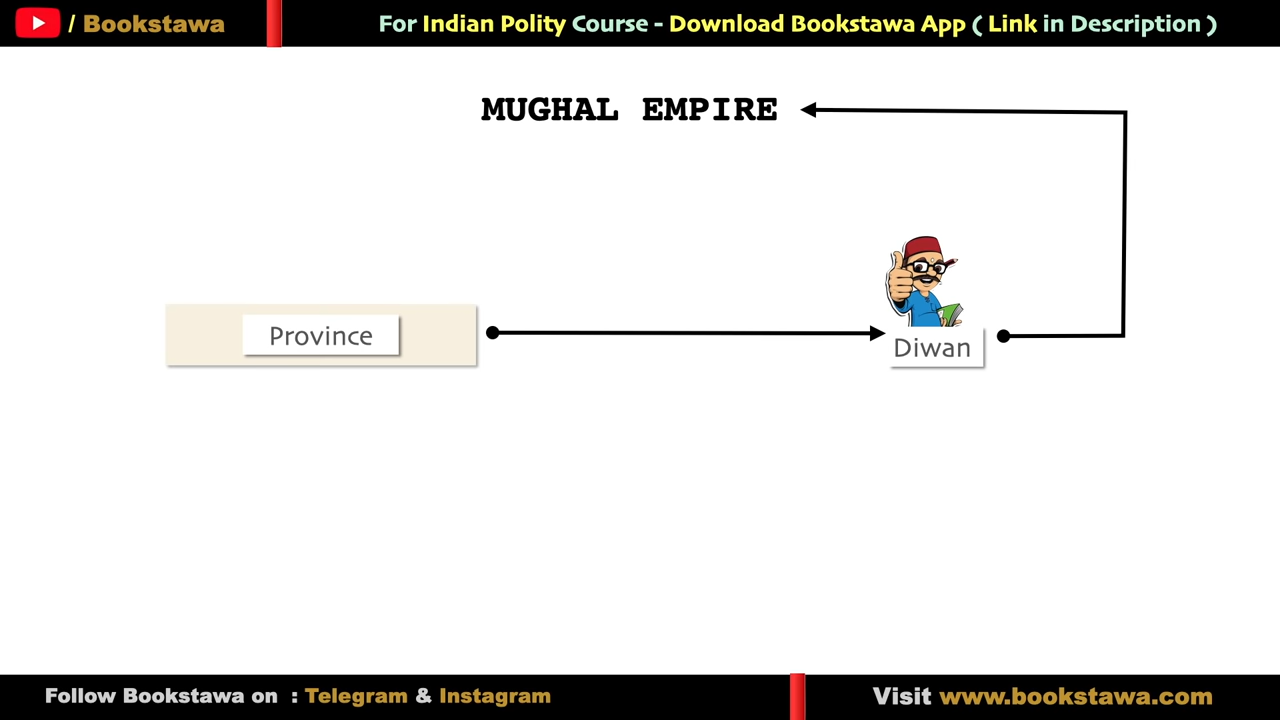 / Bookstawa
For Indian Polity Course - Download Bookstawa App ( Link in Description )
MUGHAL EMPIRE
Province
Diwan
Follow Bookstawa on : Telegram & Instagram
Visit www.bookstawa.com